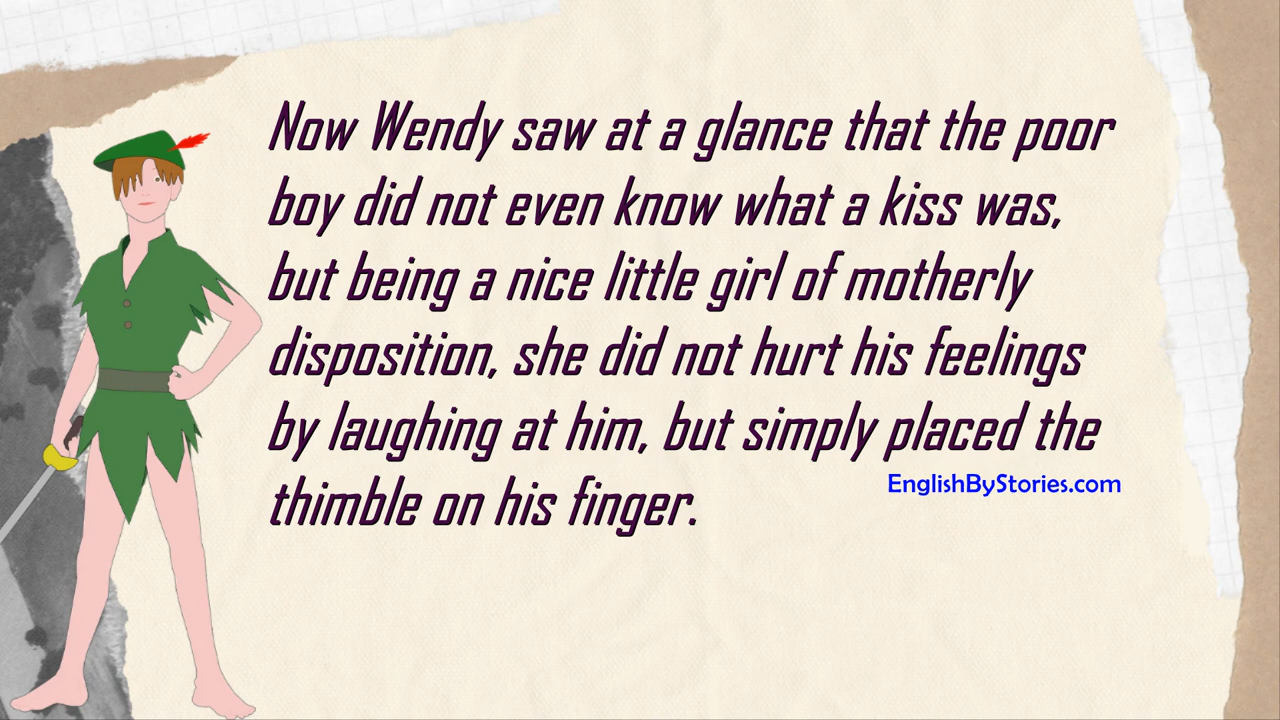 Now Wendy saw at a glance that the poor
boy did not even know what a kiss was,
but being a nice little girl of motherly
disposition, she did not hurt his feelings
by laughing at him, but simply placed the
thimble on his finger.
EnglishByStories.com